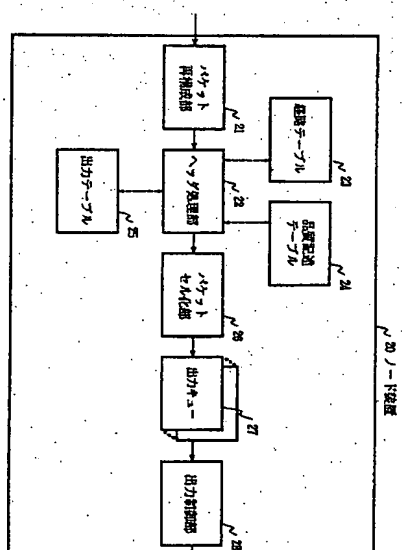 20 ノード装置
経路テーブル
23
品質記述
テーブル
24
パケット
再構成部
21
ヘッダ処理部
22
パケット
セル化部
26
出力キュー
27
出力制御部
28
出力テーブル
25